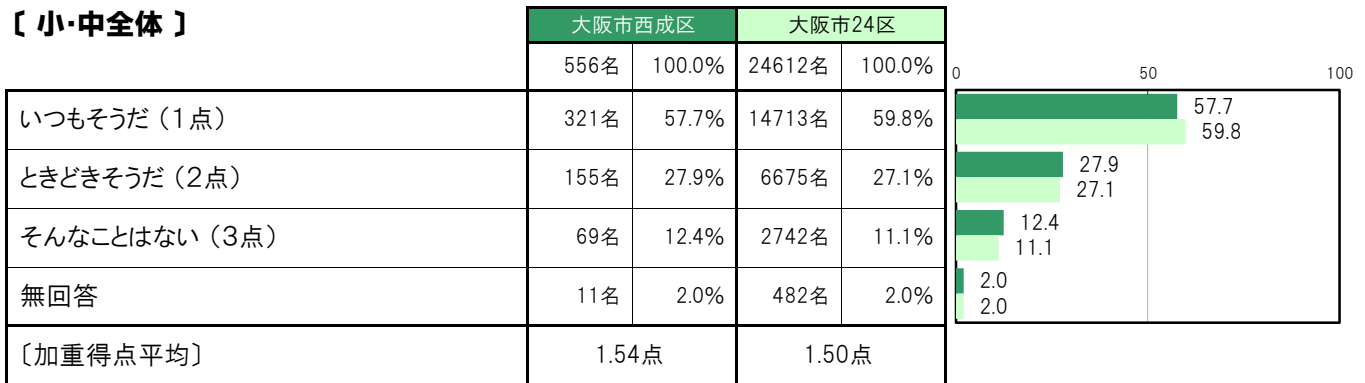 〔 小・中全体 〕
大阪市西成区 大阪市24区
556名 100.0% 24612名 100.0%
0 50 100
いつもそうだ（1点） 321名 57.7% 14713名 59.8%
57.7
59.8
ときどきそうだ（2点） 155名 27.9% 6675名 27.1%
27.9
27.1
そんなことはない（3点） 69名 12.4% 2742名 11.1%
12.4
11.1
無回答 11名 2.0% 482名 2.0%
2.0
2.0
〔加重得点平均〕 1.54点 1.50点